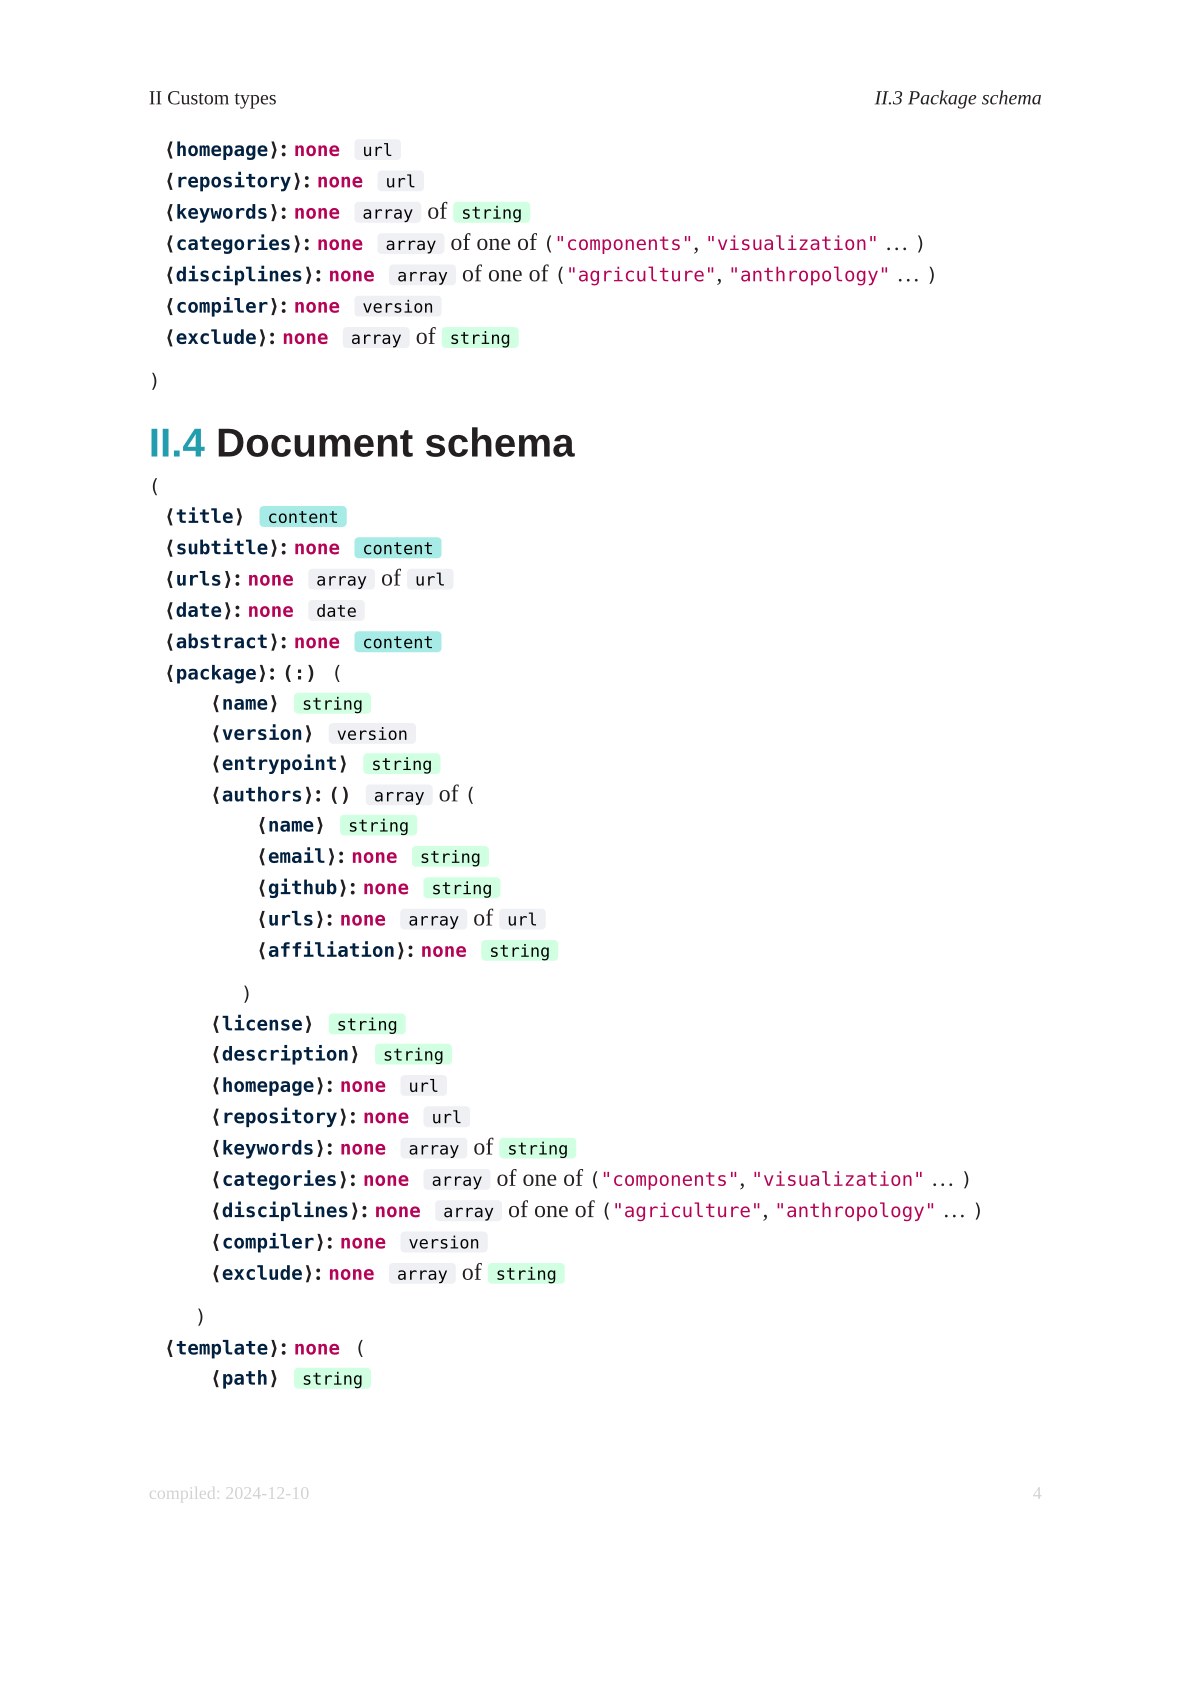 II Custom types II.3 Package schema
⟨homepage⟩: none url
⟨repository⟩: none url
⟨keywords⟩: none array of string
⟨categories⟩: none array of one of ("components", "visualization" … )
⟨disciplines⟩: none array of one of ("agriculture", "anthropology" … )
⟨compiler⟩: none version
⟨exclude⟩: none array of string
)
II.4 Document schema
(
⟨title⟩ content
⟨subtitle⟩: none content
⟨urls⟩: none array of url
⟨date⟩: none date
⟨abstract⟩: none content
⟨package⟩: (:) (
⟨name⟩ string
⟨version⟩ version
⟨entrypoint⟩ string
⟨authors⟩: () array of (
⟨name⟩ string
⟨email⟩: none string
⟨github⟩: none string
⟨urls⟩: none array of url
⟨affiliation⟩: none string
)
⟨license⟩ string
⟨description⟩ string
⟨homepage⟩: none url
⟨repository⟩: none url
⟨keywords⟩: none array of string
⟨categories⟩: none array of one of ("components", "visualization" … )
⟨disciplines⟩: none array of one of ("agriculture", "anthropology" … )
⟨compiler⟩: none version
⟨exclude⟩: none array of string
)
⟨template⟩: none (
⟨path⟩ string
compiled: 2024-12-10 4